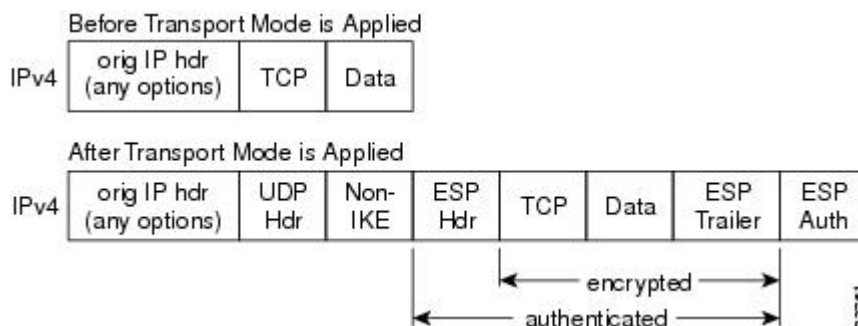 Before Transport Mode is Applied
IPv4
orig IP hdr
(any options)
TCP
Data
After Transport Mode is Applied
IPv4
orig IP hdr
(any options)
UDP
Hdr
Non-
IKE
ESP
Hdr
TCP
Data
ESP
Trailer
ESP
Auth
encrypted
authenticated